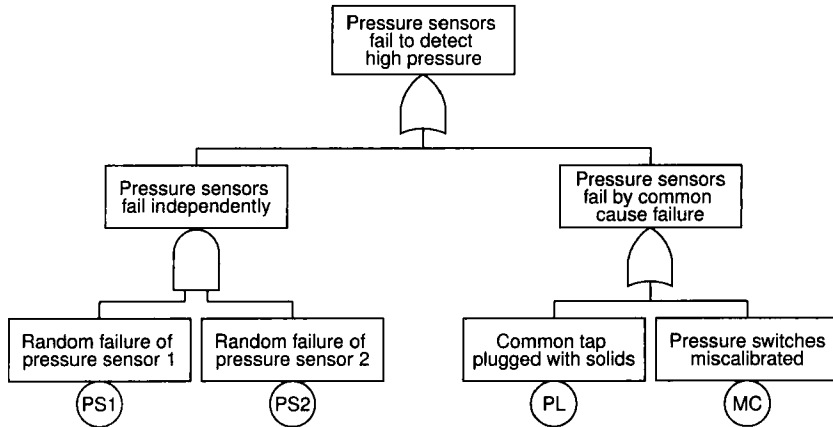 Pressure sensors
fail to detect
high pressure
Pressure sensors
fail independently
Pressure sensors
fail by common
cause failure
Random failure of
pressure sensor 1
Random failure of
pressure sensor 2
Common tap
plugged with solids
Pressure switches
miscalibrated
PS1
PS2
PL
MC